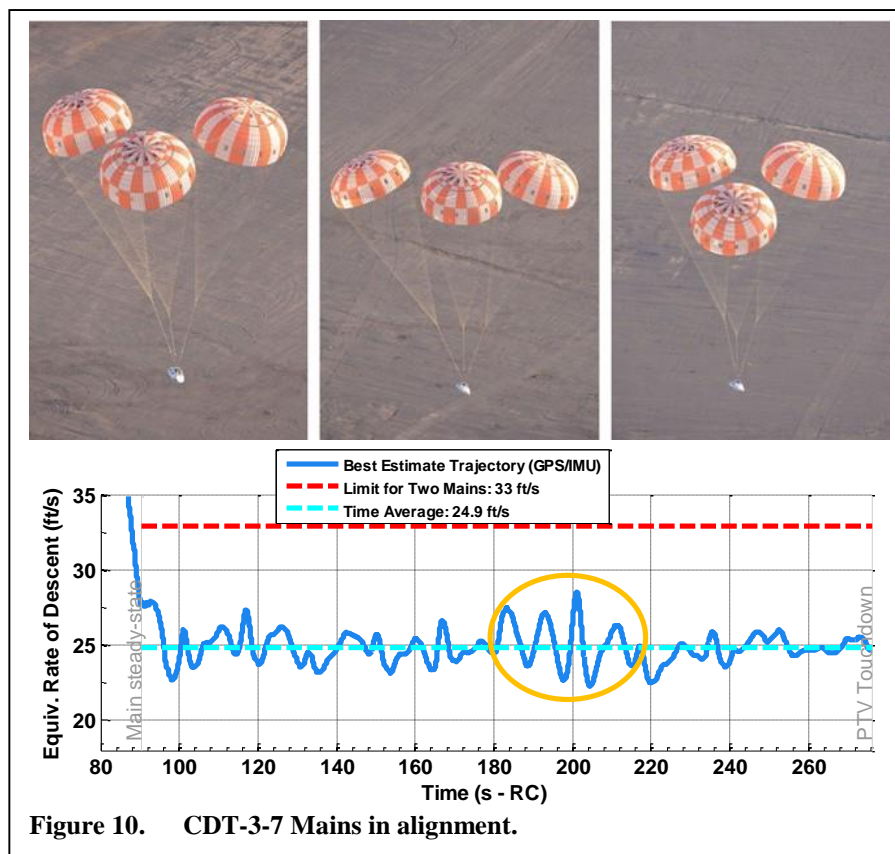 Best Estimate Trajectory (GPS/IMU)
Limit for Two Mains: 33 ft/s
Time Average: 24.9 ft/s
Equiv. Rate of Descent (ft/s)
35
30
25
20
Main steady-state
PTV Touchdown
80 100 120 140 160 180 200 220 240 260
Time (s - RC)
Figure 10. CDT-3-7 Mains in alignment.